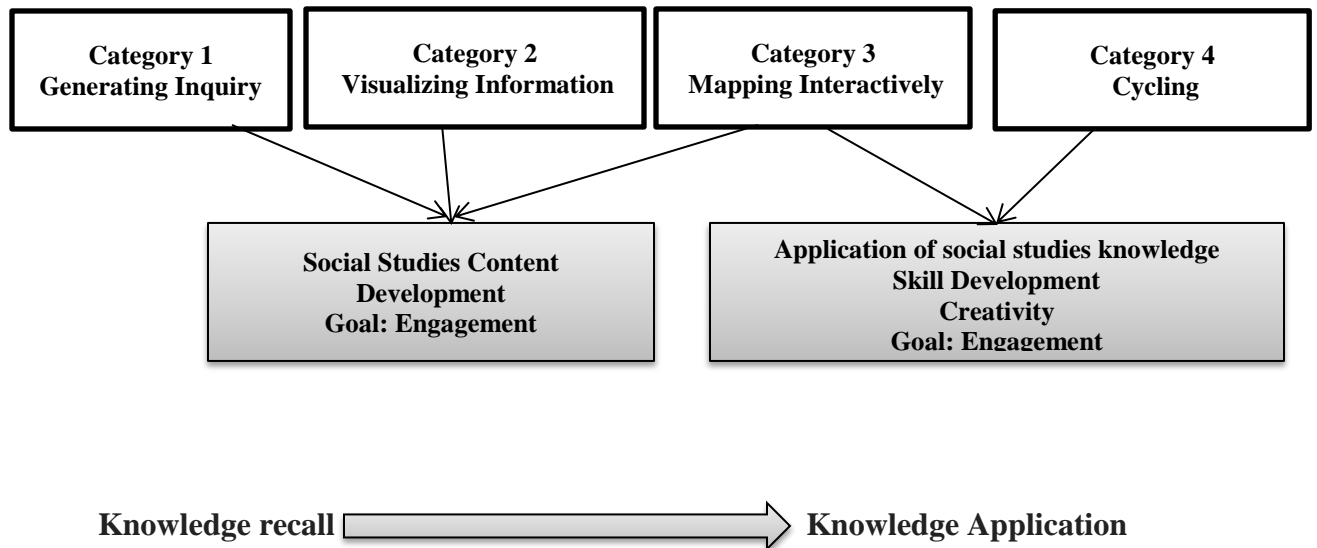 Category 1
Generating Inquiry
Category 2
Visualizing Information
Category 3
Mapping Interactively
Category 4
Cycling
Social Studies Content
Development
Goal: Engagement
Application of social studies knowledge
Skill Development
Creativity
Goal: Engagement
Knowledge recall
Knowledge Application